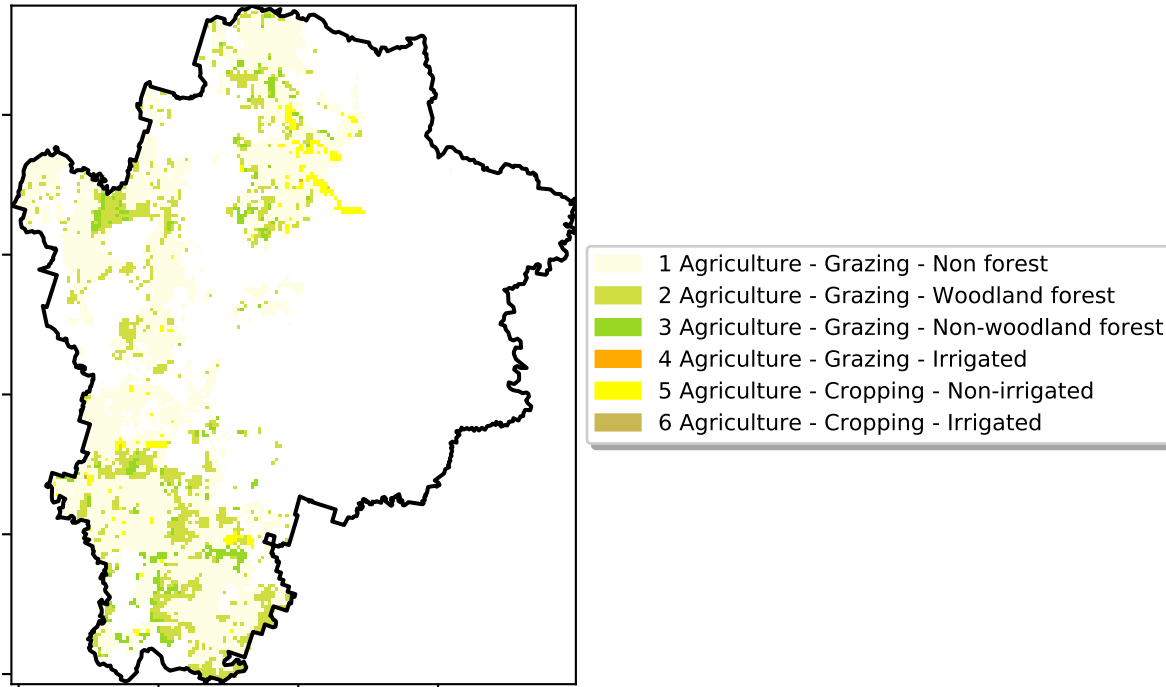 1 Agriculture - Grazing - Non forest
2 Agriculture - Grazing - Woodland forest
3 Agriculture - Grazing - Non-woodland forest
4 Agriculture - Grazing - Irrigated
5 Agriculture - Cropping - Non-irrigated
6 Agriculture - Cropping - Irrigated